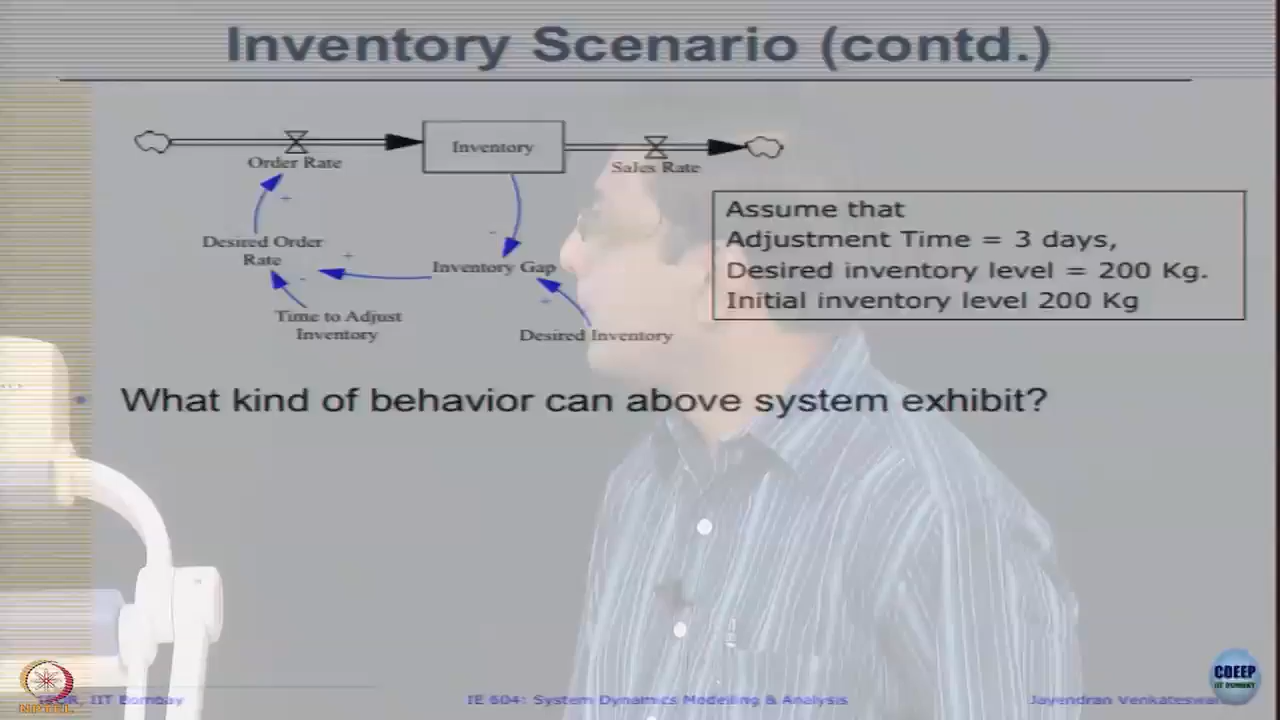 Inventory Scenario (contd.)
Inventory
Order Rate
Sales Rate
+
-
Desired Order
Rate
+
-
Inventory Gap
+
Time to Adjust
Inventory
Desired Inventory
Assume that
Adjustment Time = 3 days,
Desired inventory level = 200 Kg.
Initial inventory level 200 Kg
• What kind of behavior can above system exhibit?
IIT Bombay
IE 604: System Dynamics Modelling & Analysis
Jayendran
CDEEP
IIT BOMBAY
NPTEL